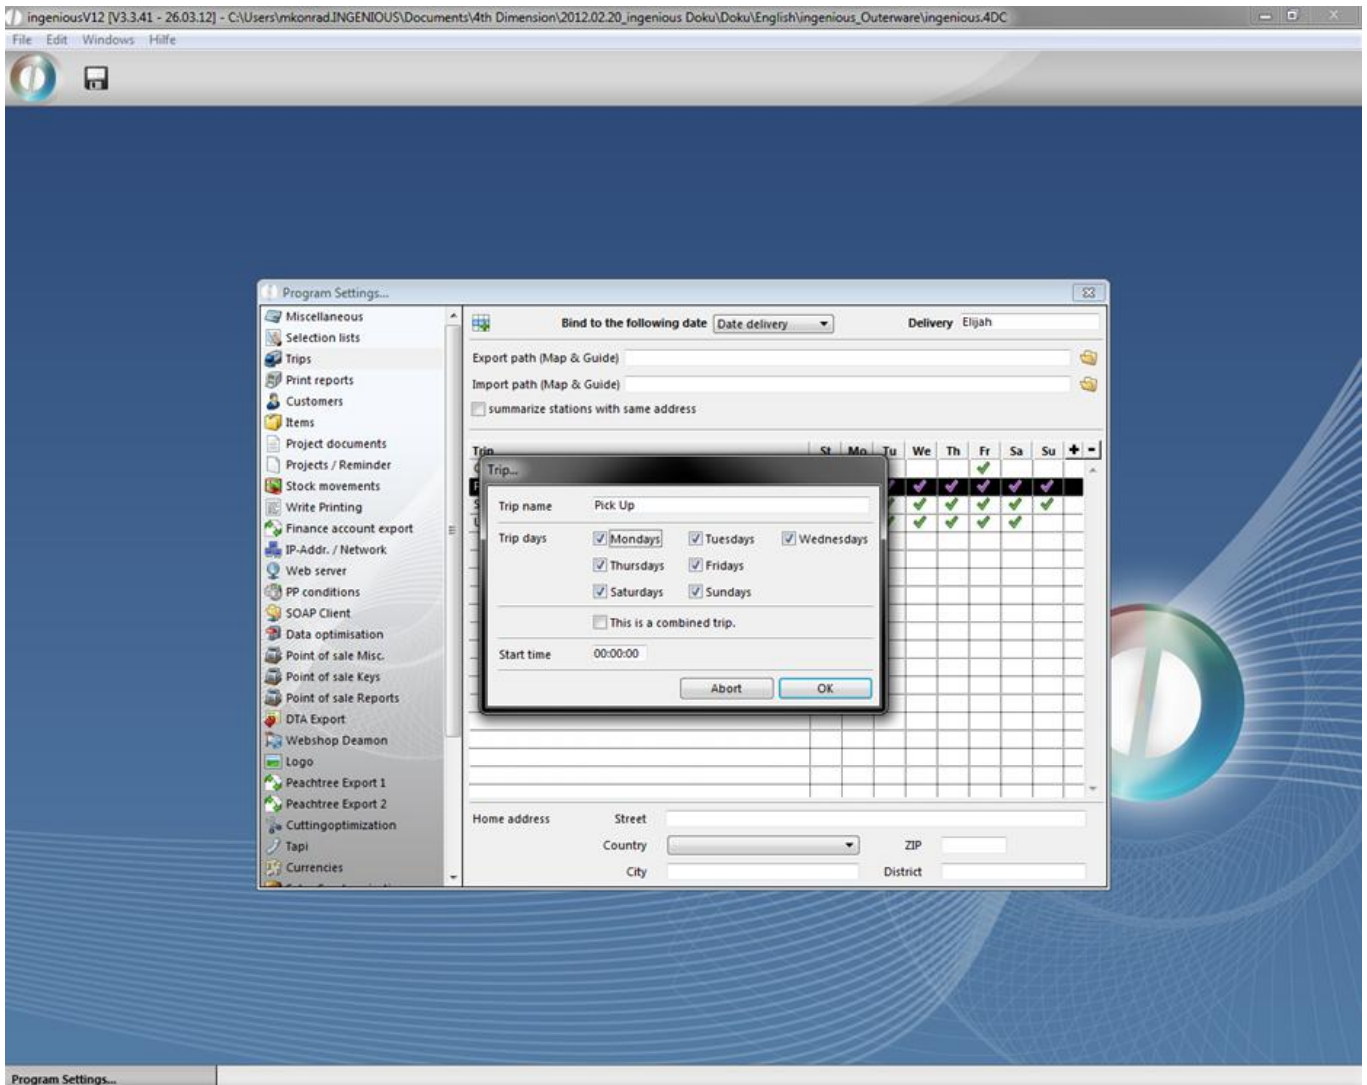 ingeniousV12 [V3.3.41 - 26.03.12] - C:\Users\mkonrad.INGENIOUS\Documents\4th Dimension\2012.02.20_ingenious Doku\Doku\English\ingenious_Outerware\ingenious.4DC
File Edit Windows Hilfe
Program Settings...
Miscellaneous
Selection lists
Trips
Print reports
Customers
Items
Project documents
Projects / Reminder
Stock movements
Write Printing
Finance account export
IP-Addr. / Network
Web server
PP conditions
SOAP Client
Data optimisation
Point of sale Misc.
Point of sale Keys
Point of sale Reports
DTA Export
Webshop Deamon
Logo
Peachtree Export 1
Peachtree Export 2
Cuttingoptimization
Tapi
Currencies
Bind to the following date Date delivery Delivery Elijah
Export path (Map & Guide)
Import path (Map & Guide)
summarize stations with same address
Trip St Mo Tu We Th Fr Sa Su + -
Trip...
Trip name Pick Up
Trip days Mondays Tuesdays Wednesdays
Thursdays Fridays
Saturdays Sundays
This is a combined trip.
Start time 00:00:00
Abort OK
Home address Street
Country ZIP
City District
Program Settings...